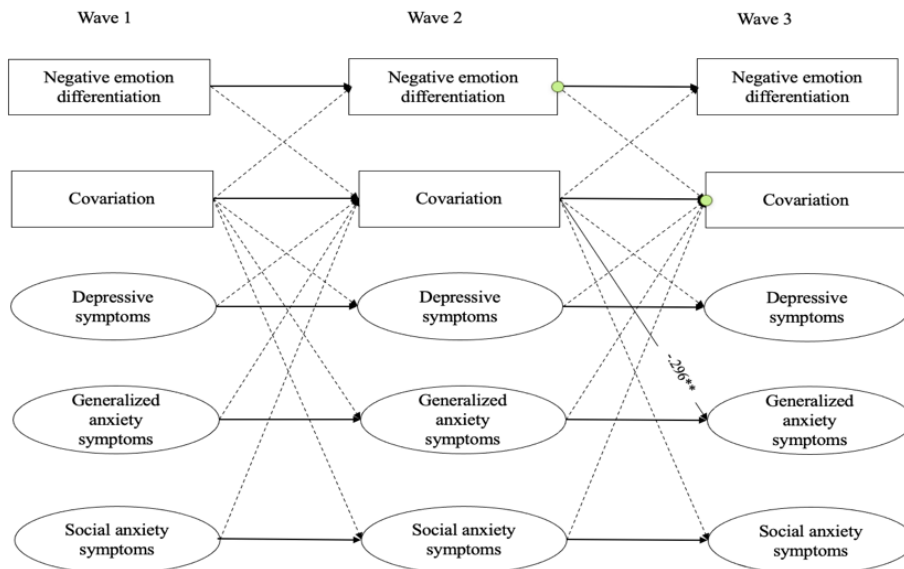 Wave 1
Wave 2
Wave 3
Negative emotion
differentiation
Negative emotion
differentiation
Negative emotion
differentiation
Covariation
Covariation
Covariation
Depressive
symptoms
Depressive
symptoms
Depressive
symptoms
-.296**
Generalized
anxiety
symptoms
Generalized
anxiety
symptoms
Generalized
anxiety
symptoms
Social anxiety
symptoms
Social anxiety
symptoms
Social anxiety
symptoms